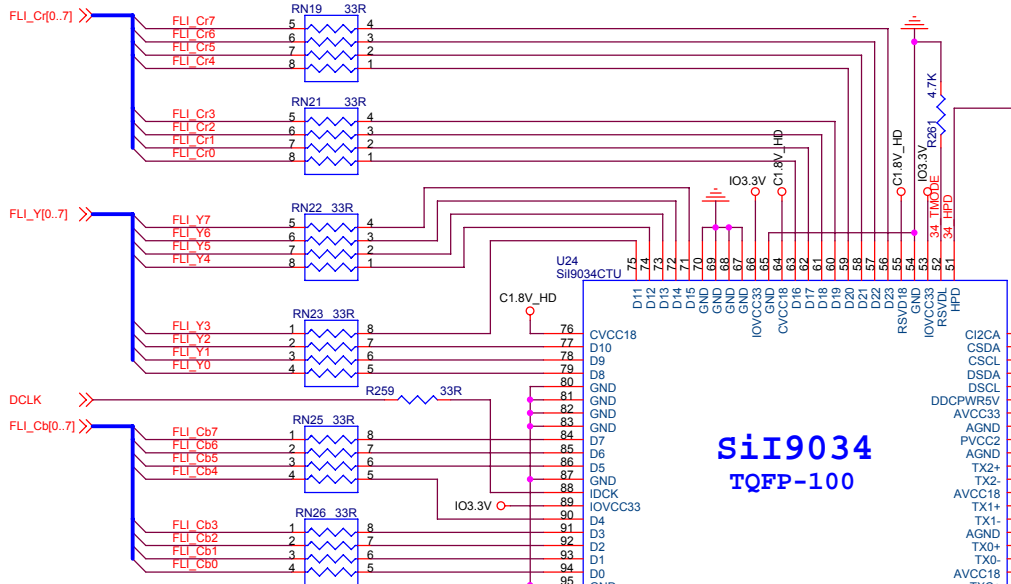 FLI_Cr[0..7]
RN19 33R
FLI_Cr7 5 4
FLI_Cr6 6 3
FLI_Cr5 7 2
FLI_Cr4 8 1
RN21 33R
FLI_Cr3 5 4
FLI_Cr2 6 3
FLI_Cr1 7 2
FLI_Cr0 8 1
4.7K
R261
C1.8V_HD
C1.8V_HD
IO3.3V
IO3.3V
34_TMODE
34_HPD
FLI_Y[0..7]
RN22 33R
FLI_Y7 5 4
FLI_Y6 6 3
FLI_Y5 7 2
FLI_Y4 8 1
U24
SiI9034CTU
75 74 73 72 71 70 69 68 67 66 65 64 63 62 61 60 59 58 57 56 55 54 53 52 51
D11 D12 D13 D14 D15 GND GND GND GND IOVCC33 GND CVCC18 D16 D17 D18 D19 D20 D21 D22 D23 RSVD18 GND IOVCC33 RSVDL HPD
C1.8V_HD
RN23 33R
FLI_Y3 1 8
FLI_Y2 2 7
FLI_Y1 3 6
FLI_Y0 4 5
DCLK
R259 33R
FLI_Cb[0..7]
RN25 33R
FLI_Cb7 1 8
FLI_Cb6 2 7
FLI_Cb5 3 6
FLI_Cb4 4 5
IO3.3V
RN26 33R
FLI_Cb3 1 8
FLI_Cb2 2 7
FLI_Cb1 3 6
FLI_Cb0 4 5
76 CVCC18
77 D10
78 D9
79 D8
80 GND
81 GND
82 GND
83 GND
84 D7
85 D6
86 D5
87 GND
88 IDCK
89 IOVCC33
90 D4
91 D3
92 D2
93 D1
94 D0
95 GND
SiI9034
TQFP-100
CI2CA
CSDA
CSCL
DSDA
DSCL
DDCPWR5V
AVCC33
AGND
PVCC2
AGND
TX2+
TX2-
AVCC18
TX1+
TX1-
AGND
TX0+
TX0-
AVCC18